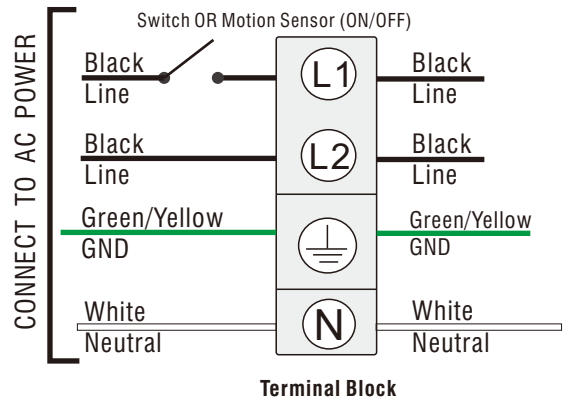 Switch OR Motion Sensor (ON/OFF)
CONNECT TO AC POWER
Black
Line
L1
Black
Line
Black
Line
L2
Black
Line
Green/Yellow
GND
Green/Yellow
GND
White
Neutral
N
White
Neutral
Terminal Block